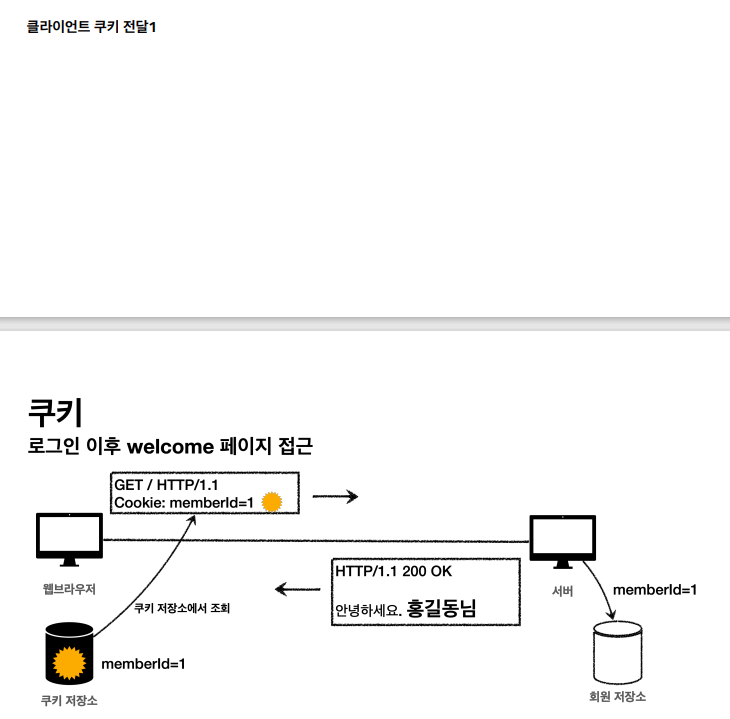 클라이언트 쿠키 전달1
쿠키
로그인 이후 welcome 페이지 접근
GET / HTTP/1.1
Cookie: memberId=1
웹브라우저
쿠키 저장소에서 조회
memberId=1
쿠키 저장소
HTTP/1.1 200 OK
안녕하세요. 홍길동님
서버
memberId=1
회원 저장소